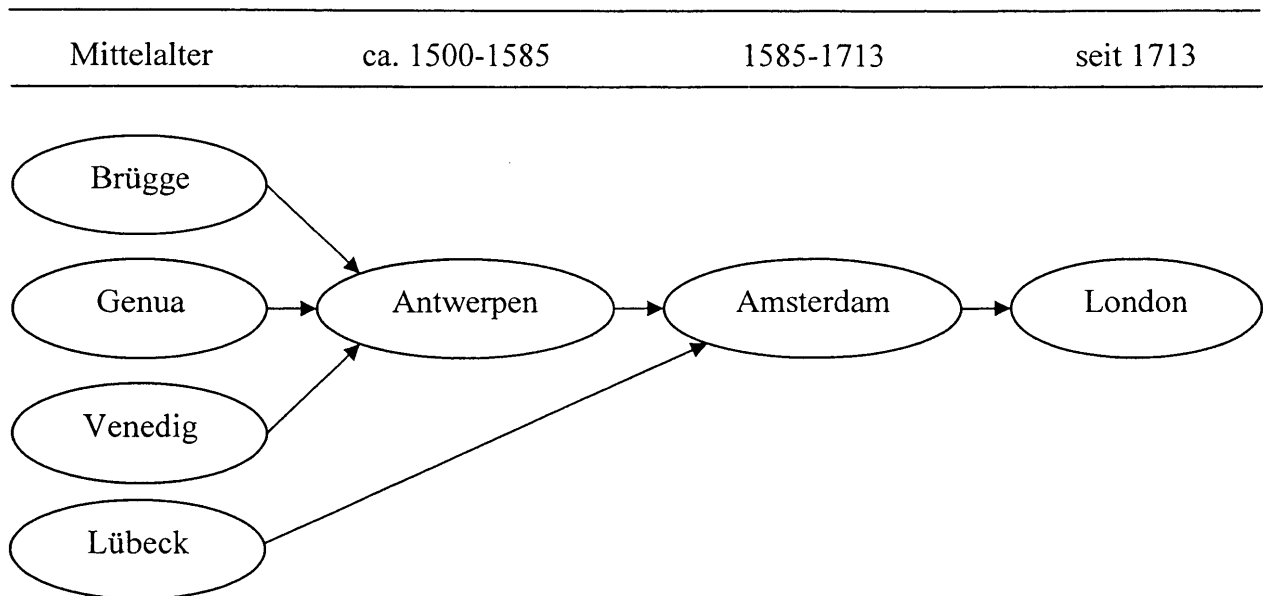 Mittelalter ca. 1500-1585 1585-1713 seit 1713
Brügge
Genua Antwerpen Amsterdam London
Venedig
Lübeck